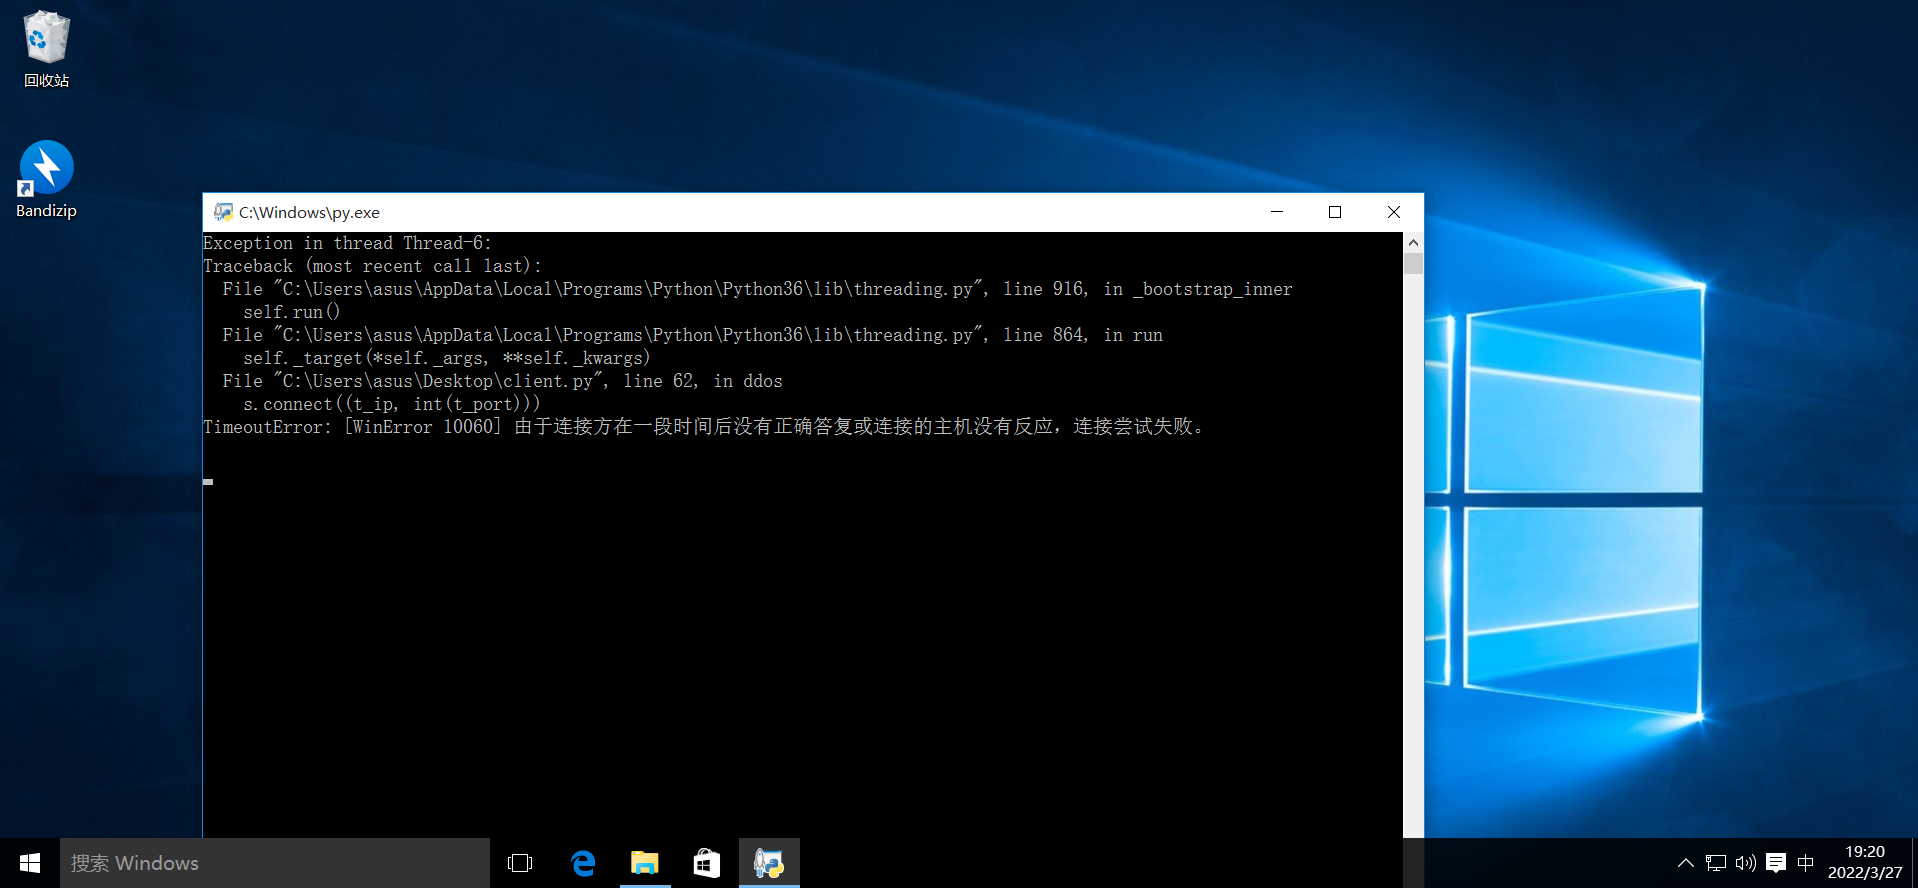 回收站
Bandizip
C:\Windows\py.exe
Exception in thread Thread-6:
Traceback (most recent call last):
File "C:\Users\asus\AppData\Local\Programs\Python\Python36\lib\threading.py", line 916, in _bootstrap_inner
self.run()
File "C:\Users\asus\AppData\Local\Programs\Python\Python36\lib\threading.py", line 864, in run
self._target(*self._args, **self._kwargs)
File "C:\Users\asus\Desktop\client.py", line 62, in ddos
s.connect((t_ip, int(t_port)))
TimeoutError: [WinError 10060] 由于连接方在一段时间后没有正确答复或连接的主机没有反应，连接尝试失败。
搜索 Windows
中
19:20
2022/3/27